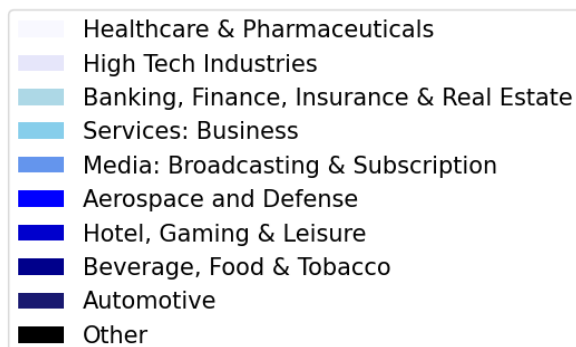 Healthcare & Pharmaceuticals
High Tech Industries
Banking, Finance, Insurance & Real Estate
Services: Business
Media: Broadcasting & Subscription
Aerospace and Defense
Hotel, Gaming & Leisure
Beverage, Food & Tobacco
Automotive
Other